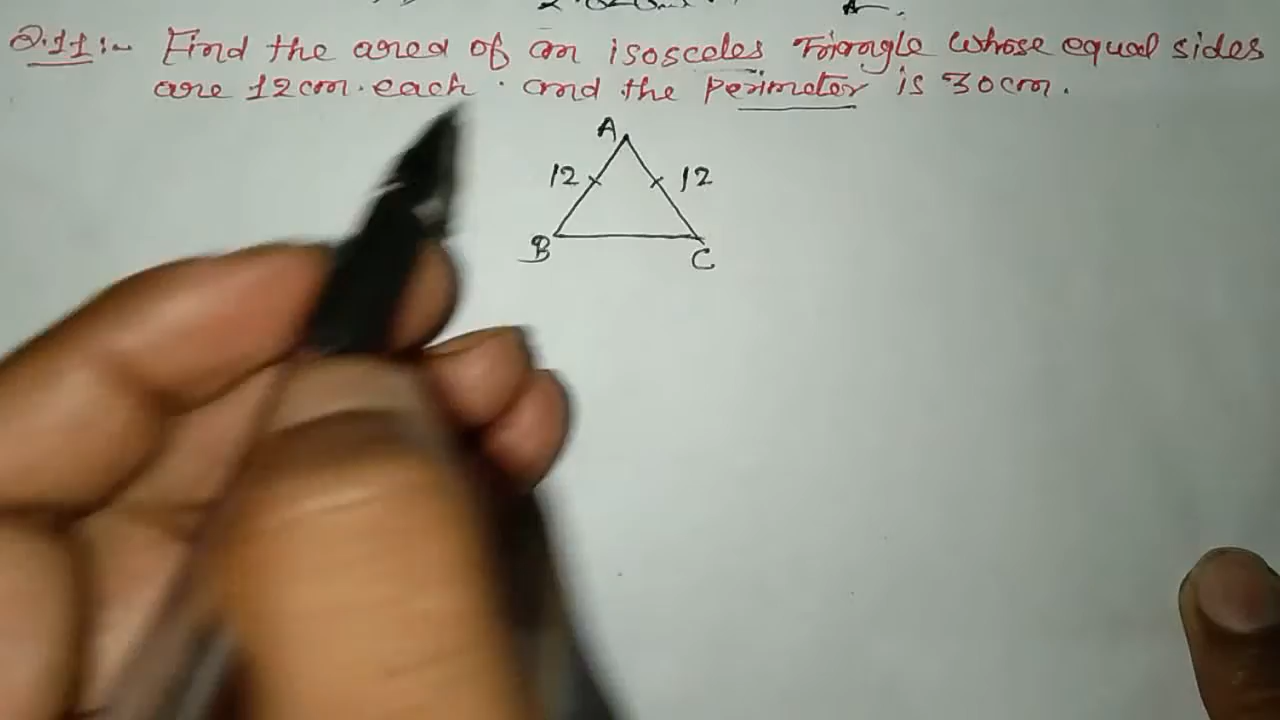 Q.11:- Find the area of an isosceles Triangle whose equal sides
are 12cm. each. and the perimeter is 30cm.
A
12 12
B
C